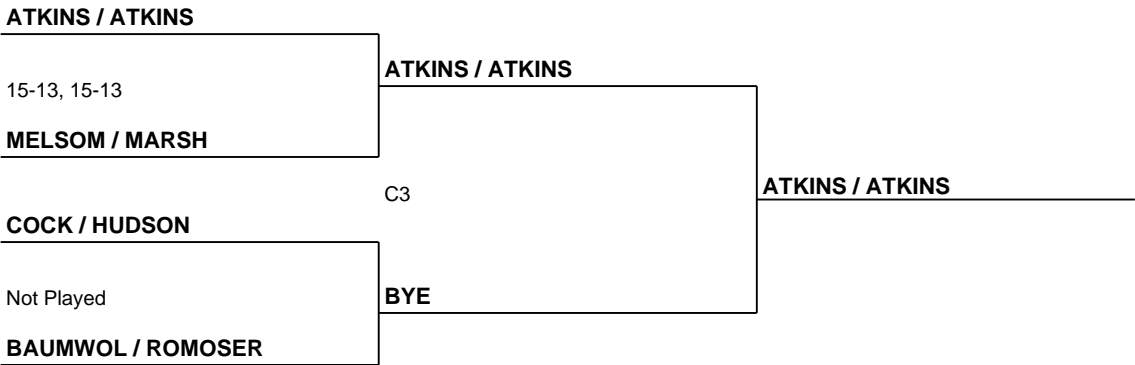 ATKINS / ATKINS
15-13, 15-13
MELSOM / MARSH
COCK / HUDSON
Not Played
BAUMWOL / ROMOSER
ATKINS / ATKINS
C3
BYE
ATKINS / ATKINS